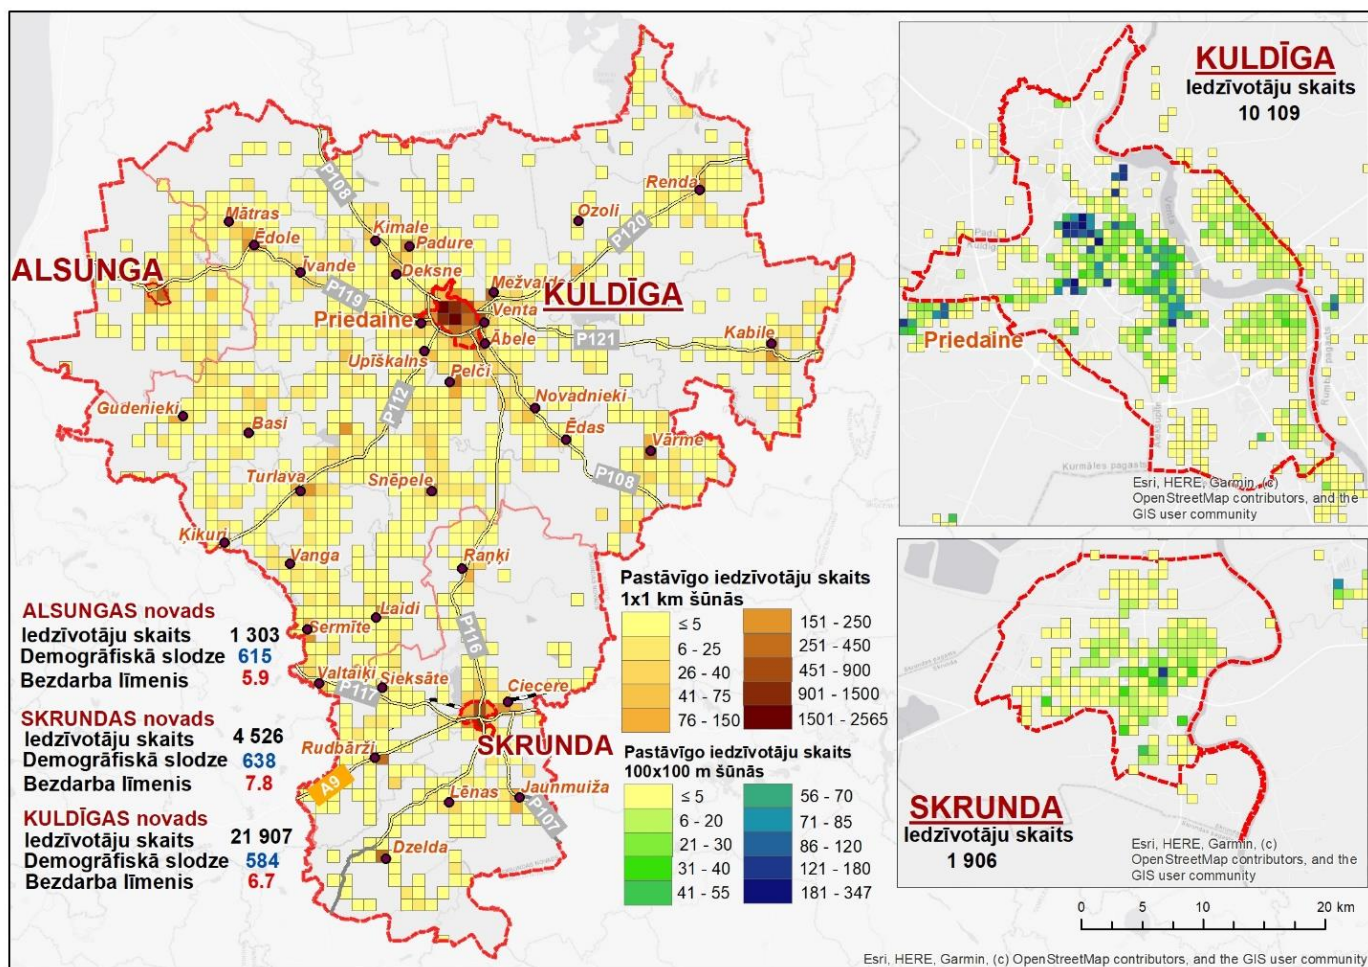 KULDĪGA
Iedzīvotāju skaits
10 109
Priedaine
Kurmāles pagasts
Esri, HERE, Garmin, (c)
OpenStreetMap contributors, and the
GIS user community
P108
Renda
Ozoli
Mātras
Kimale
P120
Ēdole
Padure
ALSUNGA
Īvande
Deksne
Mežvalde
KULDĪGA
P119
Priedaine
Venta
Ābele
P121
Kabile
Upīškalns
Pelči
P112
Novadnieki
Gudenieki
Basi
Ēdas
Vārme
Turlava
Snēpele
P108
Ķikuri
Vanga
Raņķi
Laidi
Sermīte
P116
Valtaiķi
P117
Sieksāte
Ciecere
SKRUNDA
Rudbārži
A9
Lēnas
Jaunmuiža
P107
Dzelda
ALSUNGAS novads
Iedzīvotāju skaits 1 303
Demogrāfiskā slodze 615
Bezdarba līmenis 5.9
SKRUNDAS novads
Iedzīvotāju skaits 4 526
Demogrāfiskā slodze 638
Bezdarba līmenis 7.8
KULDĪGAS novads
Iedzīvotāju skaits 21 907
Demogrāfiskā slodze 584
Bezdarba līmenis 6.7
Pastāvīgo iedzīvotāju skaits
1x1 km šūnās
≤ 5
6 - 25
26 - 40
41 - 75
76 - 150
151 - 250
251 - 450
451 - 900
901 - 1500
1501 - 2565
Pastāvīgo iedzīvotāju skaits
100x100 m šūnās
≤ 5
6 - 20
21 - 30
31 - 40
41 - 55
56 - 70
71 - 85
86 - 120
121 - 180
181 - 347
SKRUNDA
Iedzīvotāju skaits
1 906
Esri, HERE, Garmin, (c)
OpenStreetMap contributors, and the
GIS user community
0 5 10 20 km
Esri, HERE, Garmin, (c) OpenStreetMap contributors, and the GIS user community